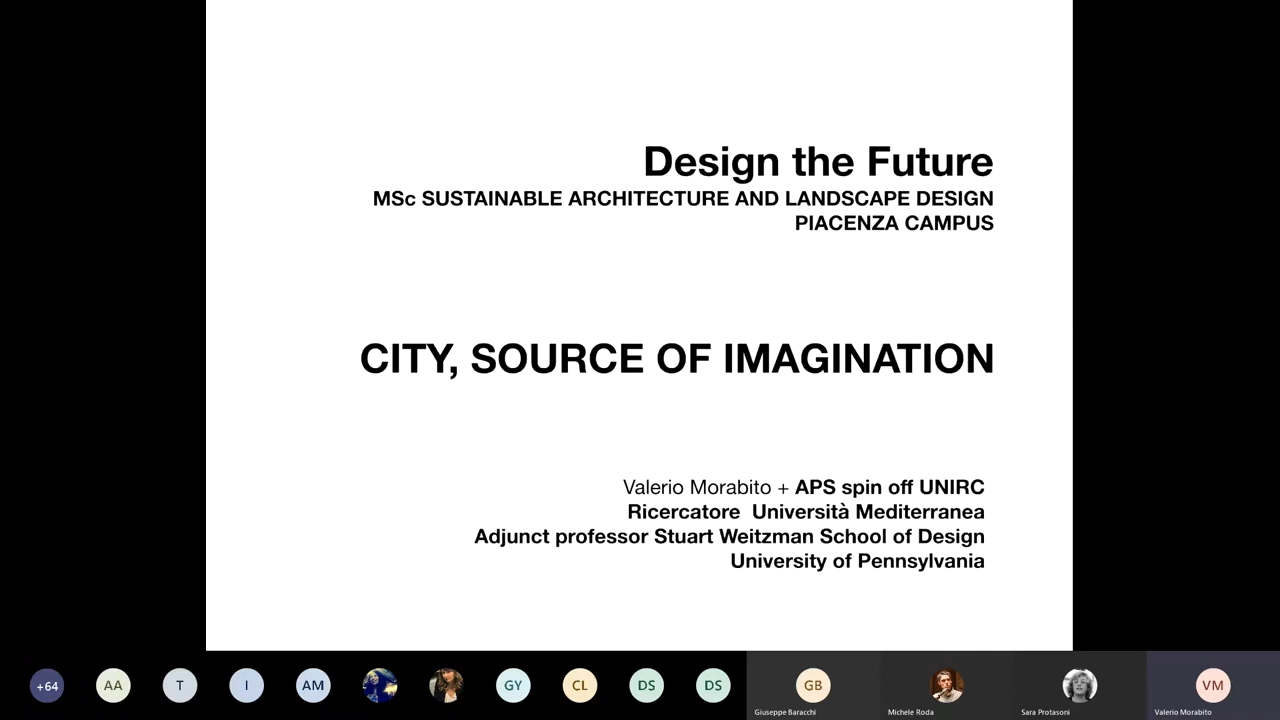 Design the Future
MSc SUSTAINABLE ARCHITECTURE AND LANDSCAPE DESIGN
PIACENZA CAMPUS
CITY, SOURCE OF IMAGINATION
Valerio Morabito + APS spin off UNIRC
Ricercatore Università Mediterranea
Adjunct professor Stuart Weitzman School of Design
University of Pennsylvania
+64 AA T I AM GY CL DS DS GB VM
Giuseppe Baracchi Michele Roda Sara Protasoni Valerio Morabito